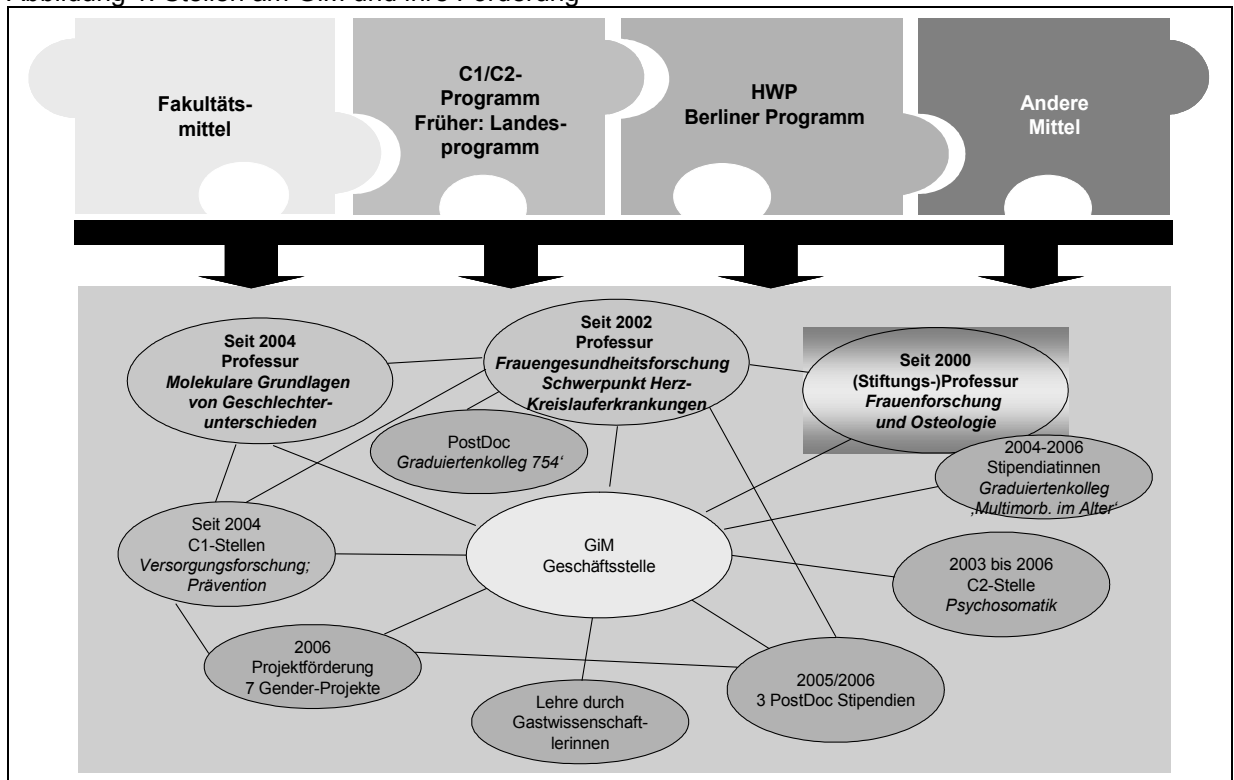 Abbildung 1: Stellen am GiM und ihre Förderung
Fakultäts-
mittel
C1/C2-
Programm
Früher: Landes-
programm
HWP
Berliner Programm
Andere
Mittel
Seit 2004
Professur
Molekulare Grundlagen
von Geschlechter-
unterschieden
Seit 2002
Professur
Frauengesundheitsforschung
Schwerpunkt Herz-
Kreislauferkrankungen
Seit 2000
(Stiftungs-)Professur
Frauenforschung
und Osteologie
PostDoc
Graduiertenkolleg 754‘
2004-2006
Stipendiatinnen
Graduiertenkolleg
‚Multimorb. im Alter‘
Seit 2004
C1-Stellen
Versorgungsforschung;
Prävention
GiM
Geschäftsstelle
2003 bis 2006
C2-Stelle
Psychosomatik
2006
Projektförderung
7 Gender-Projekte
Lehre durch
Gastwissenschaft-
lerinnen
2005/2006
3 PostDoc Stipendien